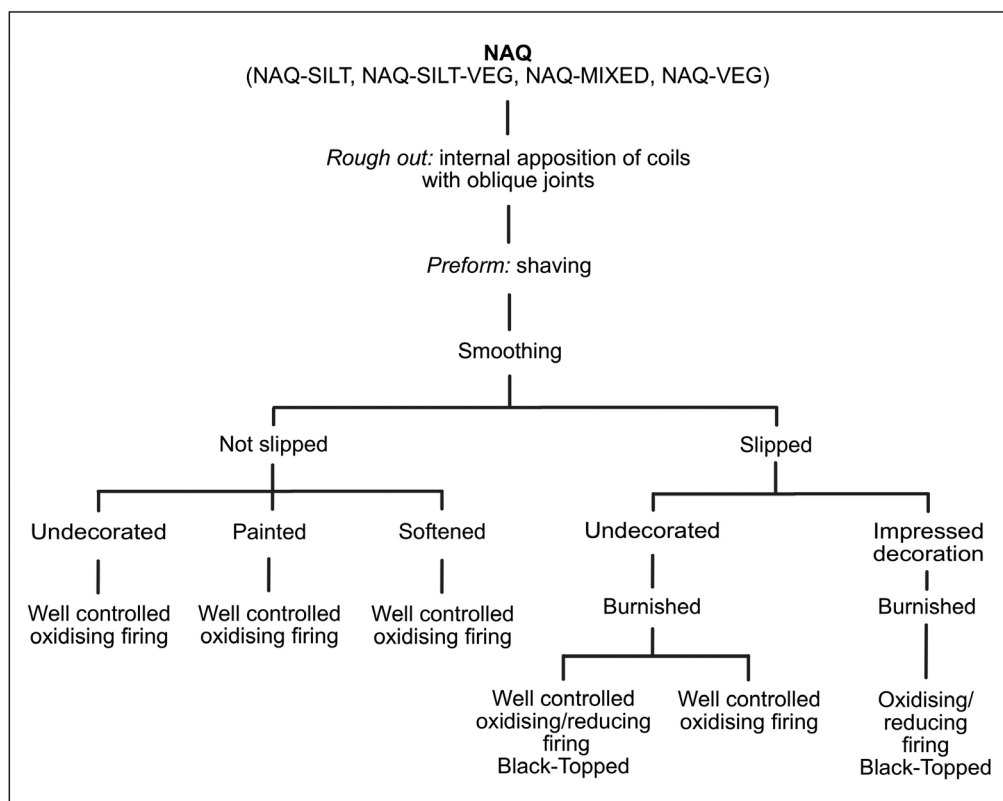 NAQ
(NAQ-SILT, NAQ-SILT-VEG, NAQ-MIXED, NAQ-VEG)
Rough out: internal apposition of coils
with oblique joints
Preform: shaving
Smoothing
Not slipped
Slipped
Undecorated
Painted
Softened
Undecorated
Impressed
decoration
Well controlled
oxidising firing
Well controlled
oxidising firing
Well controlled
oxidising firing
Burnished
Burnished
Well controlled
oxidising/reducing
firing
Black-Topped
Well controlled
oxidising firing
Oxidising/
reducing
firing
Black-Topped